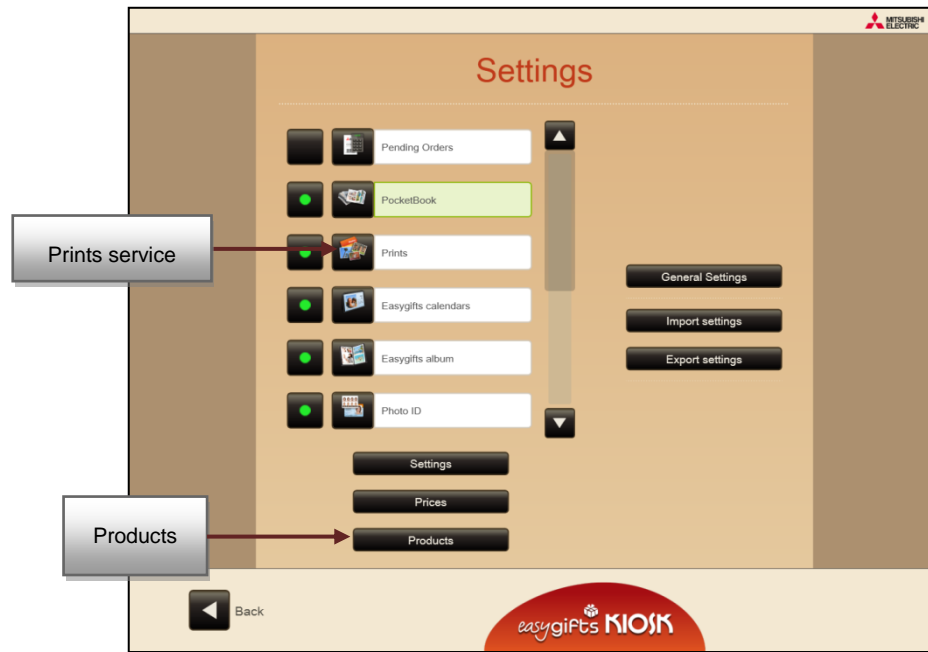 MITSUBISHI
ELECTRIC
Settings
Pending Orders
PocketBook
Prints service
Prints
Easygifts calendars
Easygifts album
Photo ID
General Settings
Import settings
Export settings
Settings
Prices
Products
Products
Back
easygifts KIOSK